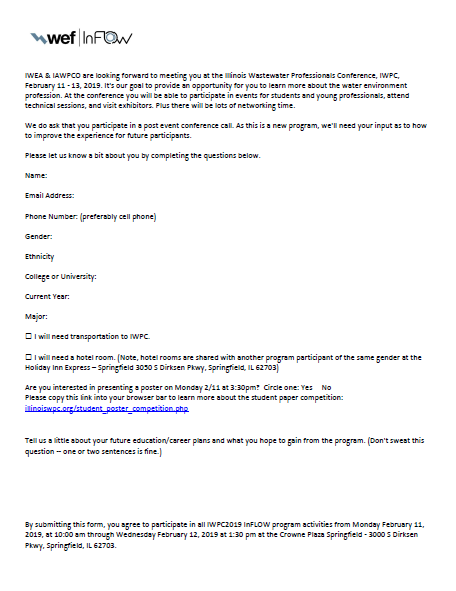 wef InFLOW
IWEA & IAWPCO are looking forward to meeting you at the Illinois Wastewater Professionals Conference, IWPC,
February 11 - 13, 2019. It's our goal to provide an opportunity for you to learn more about the water environment
profession. At the conference you will be able to participate in events for students and young professionals, attend
technical sessions, and visit exhibitors. Plus there will be lots of networking time.
We do ask that you participate in a post event conference call. As this is a new program, we'll need your input as to how
to improve the experience for future participants.
Please let us know a bit about you by completing the questions below.
Name:
Email Address:
Phone Number: (preferably cell phone)
Gender:
Ethnicity
College or University:
Current Year:
Major:
☐ I will need transportation to IWPC.
☐ I will need a hotel room. (Note, hotel rooms are shared with another program participant of the same gender at the
Holiday Inn Express – Springfield 3050 S Dirksen Pkwy, Springfield, IL 62703)
Are you interested in presenting a poster on Monday 2/11 at 3:30pm? Circle one: Yes No
Please copy this link into your browser bar to learn more about the student paper competition:
illinoiswpc.org/student_poster_competition.php
Tell us a little about your future education/career plans and what you hope to gain from the program. (Don't sweat this
question -- one or two sentences is fine.)
By submitting this form, you agree to participate in all IWPC2019 InFLOW program activities from Monday February 11,
2019, at 10:00 am through Wednesday February 12, 2019 at 1:30 pm at the Crowne Plaza Springfield - 3000 S Dirksen
Pkwy, Springfield, IL 62703.